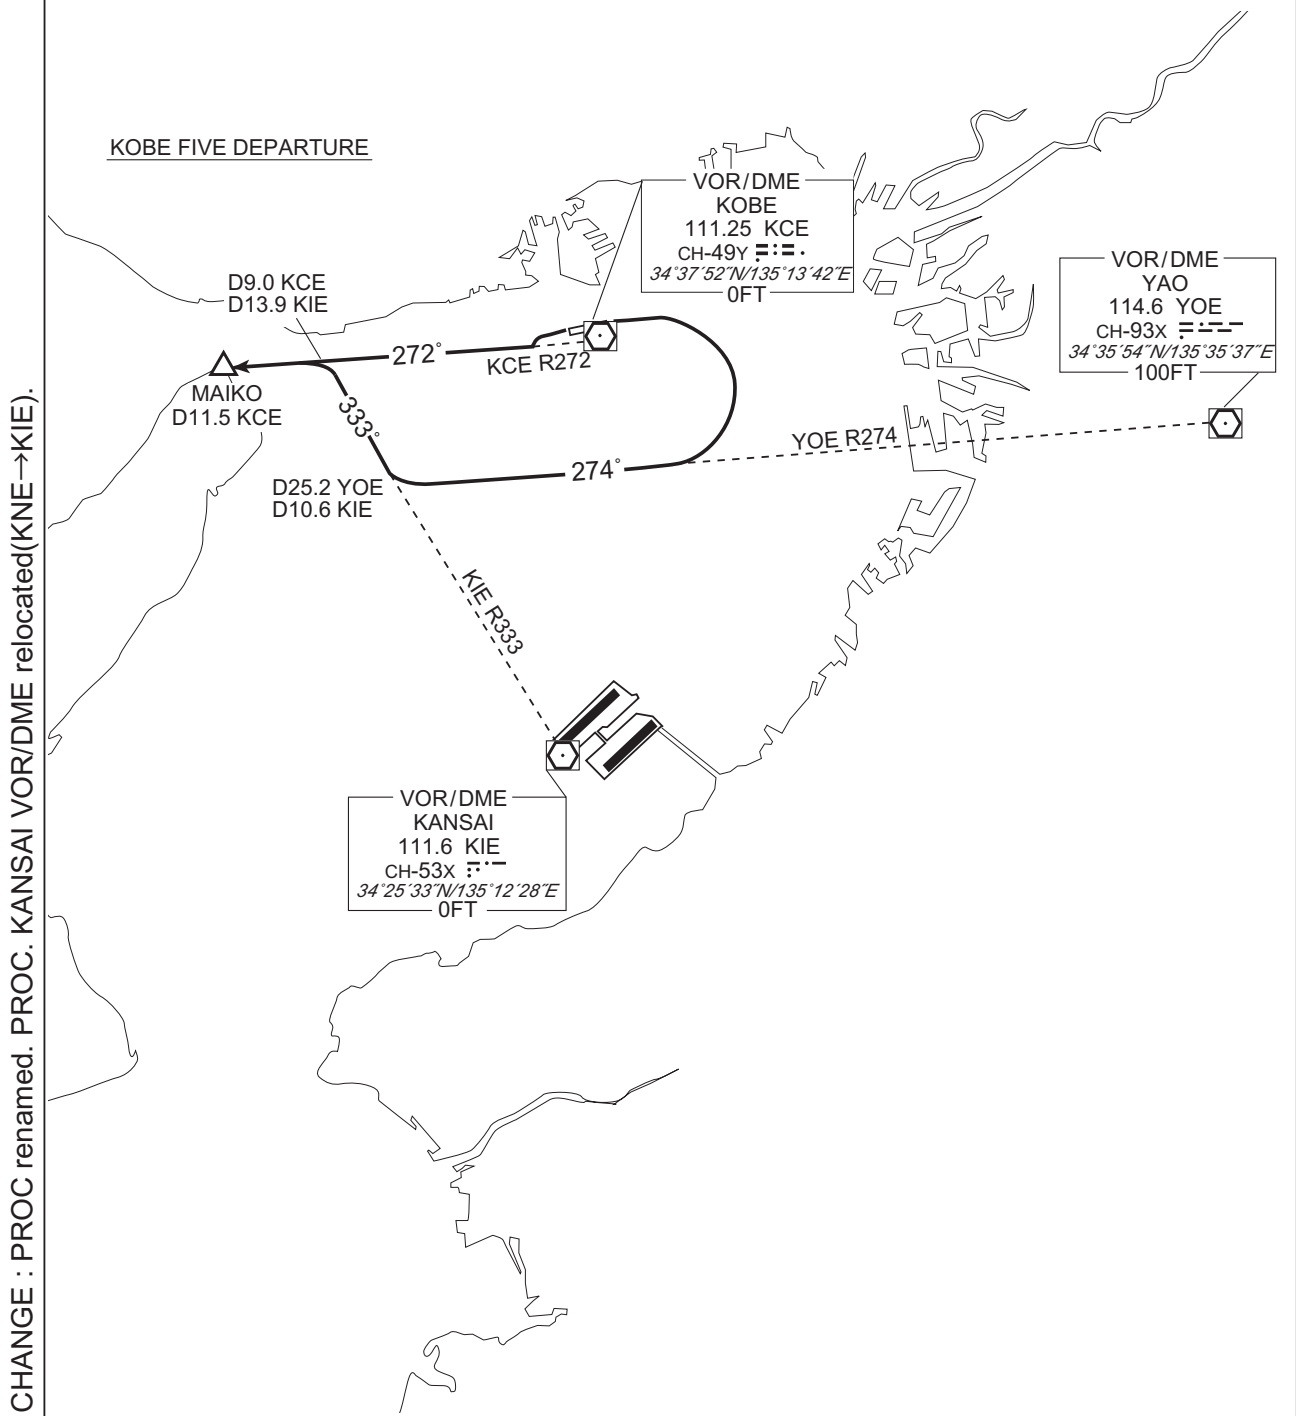 KOBE FIVE DEPARTURE
VOR/DME
KOBE
111.25 KCE
CH-49Y
34°37′52″N/135°13′42″E
0FT
VOR/DME
YAO
114.6 YOE
CH-93X
34°35′54″N/135°35′37″E
100FT
D9.0 KCE
D13.9 KIE
272°
KCE R272
MAIKO
D11.5 KCE
333°
YOE R274
274°
D25.2 YOE
D10.6 KIE
KIE R333
VOR/DME
KANSAI
111.6 KIE
CH-53X
34°25′33″N/135°12′28″E
0FT
CHANGE : PROC renamed. PROC. KANSAI VOR/DME relocated(KNE→KIE).